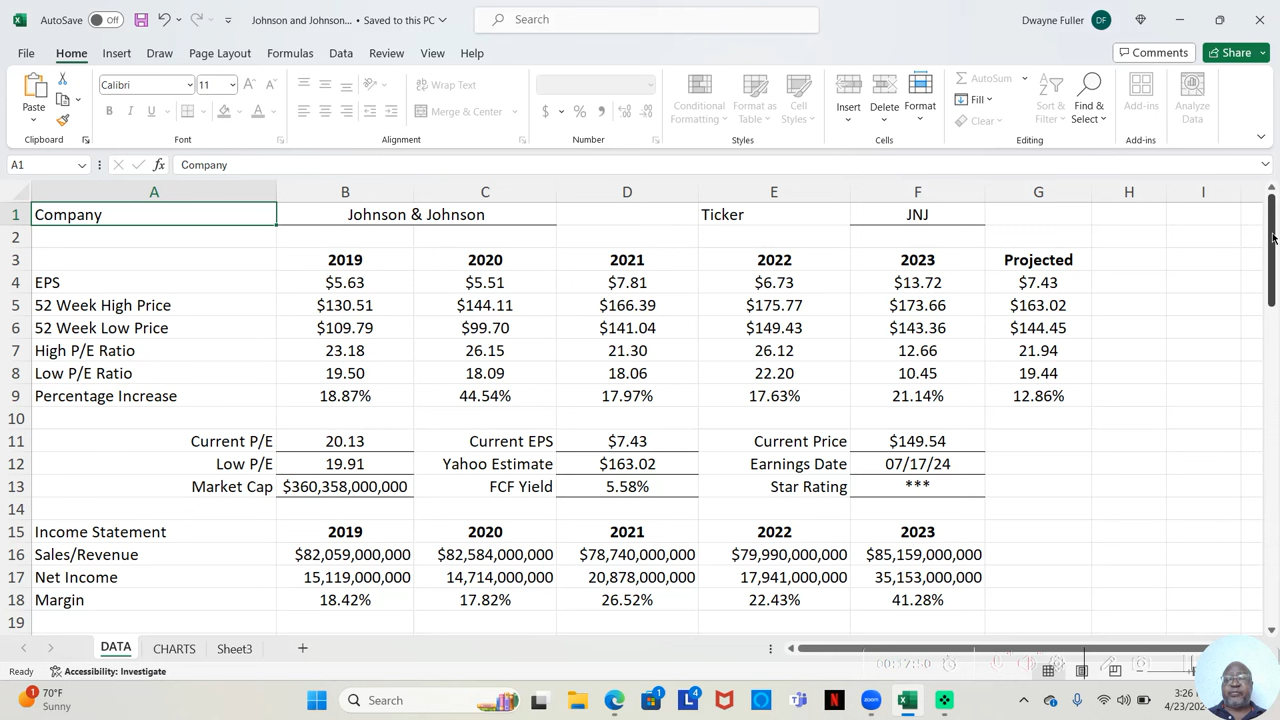 AutoSave Off Johnson and Johnson... • Saved to this PC Search Dwayne Fuller DF
File Home Insert Draw Page Layout Formulas Data Review View Help Comments Share
Paste Calibri 11 Wrap Text Merge & Center Conditional Formatting Format as Table Cell Styles Insert Delete Format AutoSum Fill Clear Sort & Filter Find & Select Add-ins Analyze Data
Clipboard Font Alignment Number Styles Cells Editing Add-ins
A1 fx Company
A B C D E F G H I
1 Company Johnson & Johnson Ticker JNJ
2
3 2019 2020 2021 2022 2023 Projected
4 EPS $5.63 $5.51 $7.81 $6.73 $13.72 $7.43
5 52 Week High Price $130.51 $144.11 $166.39 $175.77 $173.66 $163.02
6 52 Week Low Price $109.79 $99.70 $141.04 $149.43 $143.36 $144.45
7 High P/E Ratio 23.18 26.15 21.30 26.12 12.66 21.94
8 Low P/E Ratio 19.50 18.09 18.06 22.20 10.45 19.44
9 Percentage Increase 18.87% 44.54% 17.97% 17.63% 21.14% 12.86%
10
11 Current P/E 20.13 Current EPS $7.43 Current Price $149.54
12 Low P/E 19.91 Yahoo Estimate $163.02 Earnings Date 07/17/24
13 Market Cap $360,358,000,000 FCF Yield 5.58% Star Rating ***
14
15 Income Statement 2019 2020 2021 2022 2023
16 Sales/Revenue $82,059,000,000 $82,584,000,000 $78,740,000,000 $79,990,000,000 $85,159,000,000
17 Net Income 15,119,000,000 14,714,000,000 20,878,000,000 17,941,000,000 35,153,000,000
18 Margin 18.42% 17.82% 26.52% 22.43% 41.28%
19
DATA CHARTS Sheet3
Ready Accessibility: Investigate 00:17:50
70°F Sunny Search 3:26
4/23/20